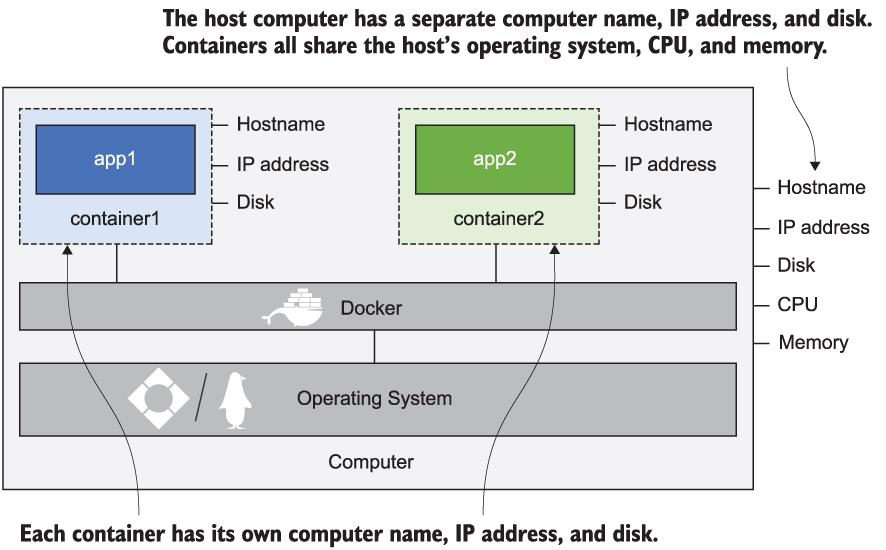 The host computer has a separate computer name, IP address, and disk.
Containers all share the host's operating system, CPU, and memory.
app1
container1
Hostname
IP address
Disk
app2
container2
Hostname
IP address
Disk
Hostname
IP address
Disk
CPU
Memory
Docker
Operating System
Computer
Each container has its own computer name, IP address, and disk.